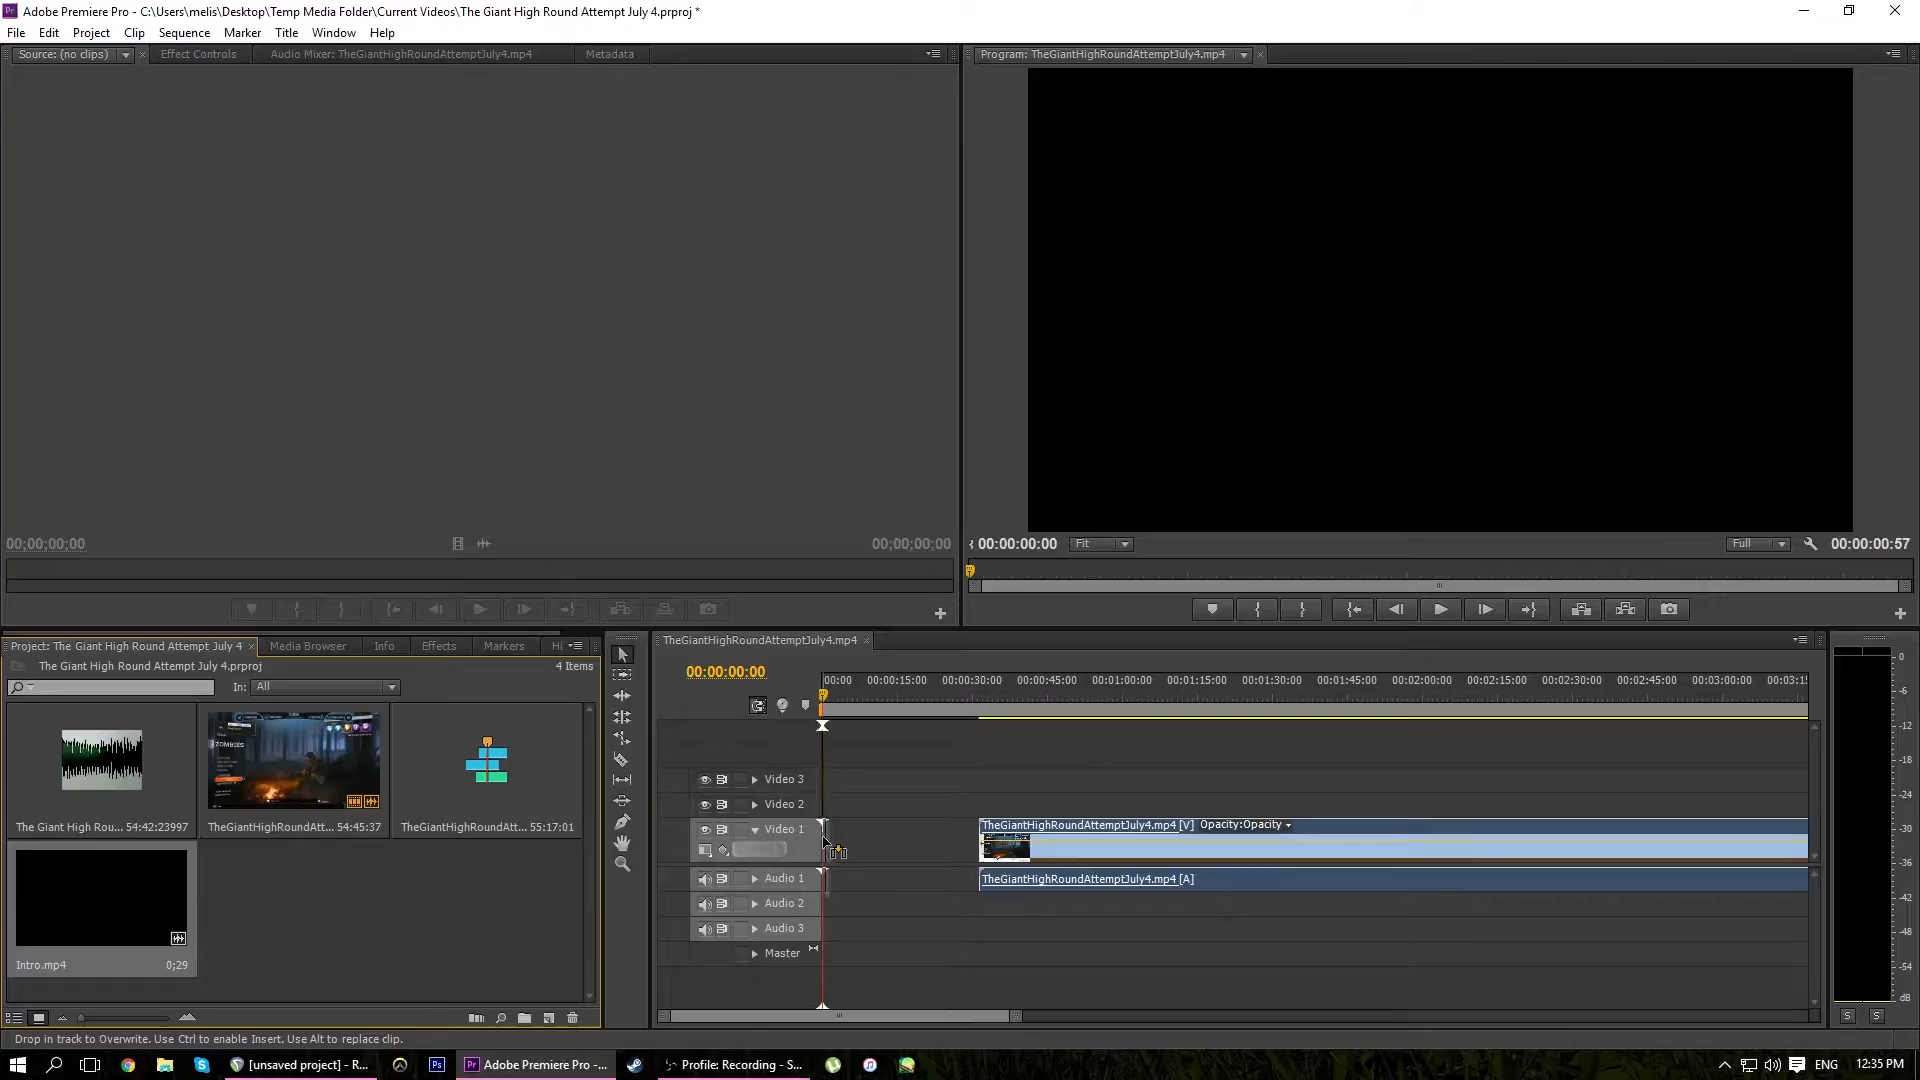 Adobe Premiere Pro - C:\Users\melis\Desktop\Temp Media Folder\Current Videos\The Giant High Round Attempt July 4.prproj *
File Edit Project Clip Sequence Marker Title Window Help
Source: (no clips) Effect Controls Audio Mixer: TheGiantHighRoundAttemptJuly4.mp4 Metadata
Program: TheGiantHighRoundAttemptJuly4.mp4
00;00;00;00 00;00;00;00
00:00:00:00 Fit Full 00:00:00:57
Project: The Giant High Round Attempt July 4 Media Browser Info Effects Markers Hi
The Giant High Round Attempt July 4.prproj 4 Items
In: All
ZOMBIES
The Giant High Rou... 54:42:23997
TheGiantHighRoundAtt... 54:45:37
TheGiantHighRoundAtt... 55:17:01
Intro.mp4 0;29
TheGiantHighRoundAttemptJuly4.mp4
00:00:00:00
00:00 00:00:15:00 00:00:30:00 00:00:45:00 00:01:00:00 00:01:15:00 00:01:30:00 00:01:45:00 00:02:00:00 00:02:15:00 00:02:30:00 00:02:45:00 00:03:00:00 00:03:15
Video 3
Video 2
Video 1
TheGiantHighRoundAttemptJuly4.mp4 [V] Opacity:Opacity
Audio 1
TheGiantHighRoundAttemptJuly4.mp4 [A]
Audio 2
Audio 3
Master
0
-6
-12
-18
-24
-30
-36
-42
-48
-54
dB
S S
Drop in track to Overwrite. Use Ctrl to enable Insert. Use Alt to replace clip.
[unsaved project] - R...
Ps
Pr Adobe Premiere Pro -...
Profile: Recording - S...
ENG 12:35 PM